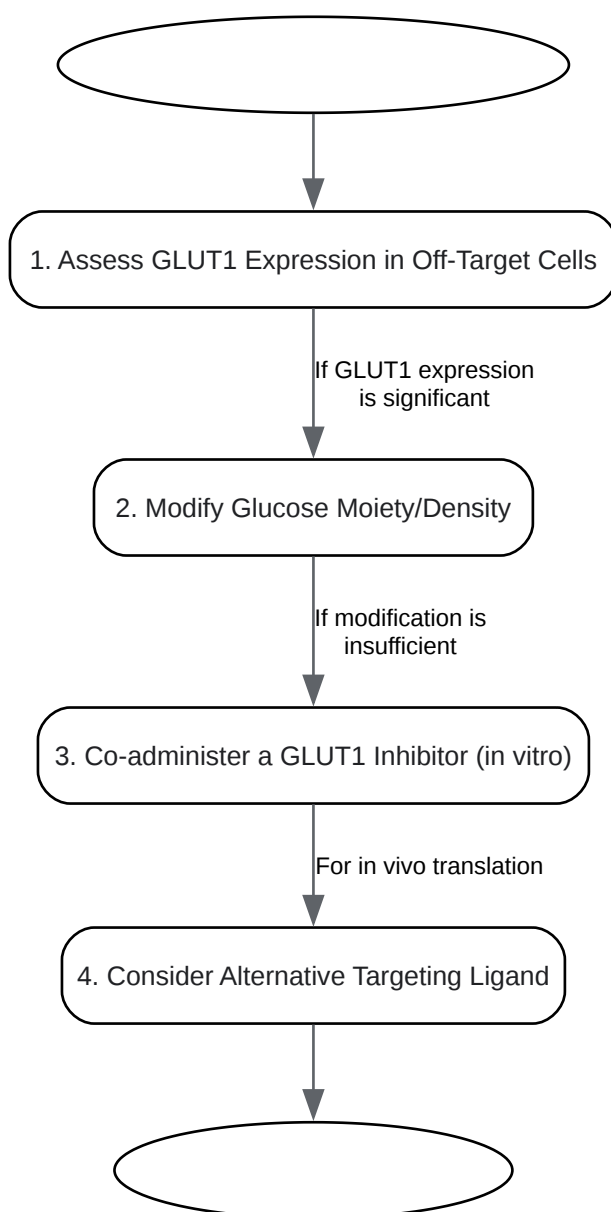 1. Assess GLUT1 Expression in Off-Target Cells
If GLUT1 expression
is significant
2. Modify Glucose Moiety/Density
If modification is
insufficient
3. Co-administer a GLUT1 Inhibitor (in vitro)
For in vivo translation
4. Consider Alternative Targeting Ligand